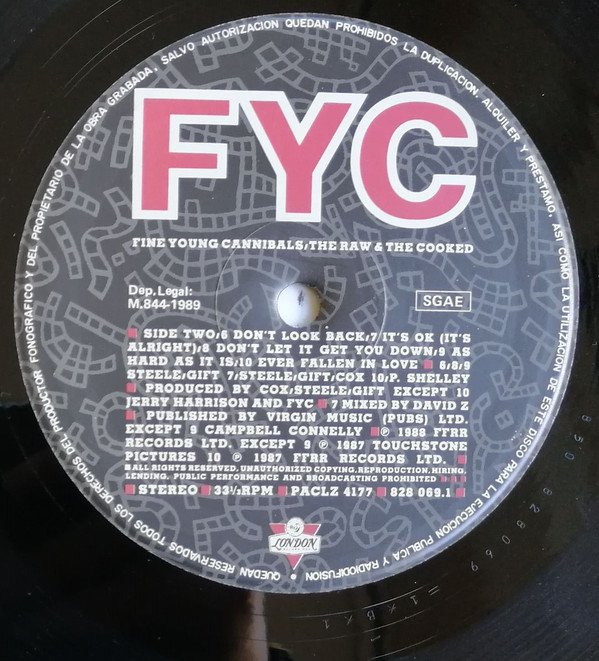 FYC
FINE YOUNG CANNIBALS/THE RAW & THE COOKED
Dep. Legal:
M.844-1989
SGAE
SIDE TWO/6 DON'T LOOK BACK/7 IT'S OK (IT'S
ALRIGHT)/8 DON'T LET IT GET YOU DOWN/9 AS
HARD AS IT IS/10 EVER FALLEN IN LOVE 6/8/9
STEELE/GIFT 7/STEELE/GIFT/COX 10/P. SHELLEY
PRODUCED BY COX/STEELE/GIFT EXCEPT 10
JERRY HARRISON AND FYC 7 MIXED BY DAVID Z
PUBLISHED BY VIRGIN MUSIC (PUBS) LTD.
EXCEPT 9 CAMPBELL CONNELLY ℗ 1988 FFRR
RECORDS LTD. EXCEPT 9 ℗ 1987 TOUCHSTONE
PICTURES 10 ℗ 1987 FFRR RECORDS LTD.
ALL RIGHTS RESERVED, UNAUTHORIZED COPYING, REPRODUCTION, HIRING,
LENDING, PUBLIC PERFORMANCE AND BROADCASTING PROHIBITED
STEREO 33⅓RPM PACLZ 4177 828 069.1
LONDON
QUEDAN RESERVADOS TODOS LOS DERECHOS DEL PRODUCTOR FONOGRAFICO Y DEL PROPIETARIO DE LA OBRA GRABADA. SALVO AUTORIZACION QUEDAN PROHIBIDOS LA DUPLICACION, ALQUILER Y PRESTAMO, ASI COMO LA UTILIZACION DE ESTE DISCO PARA LA EJECUCION PUBLICA Y RADIODIFUSION